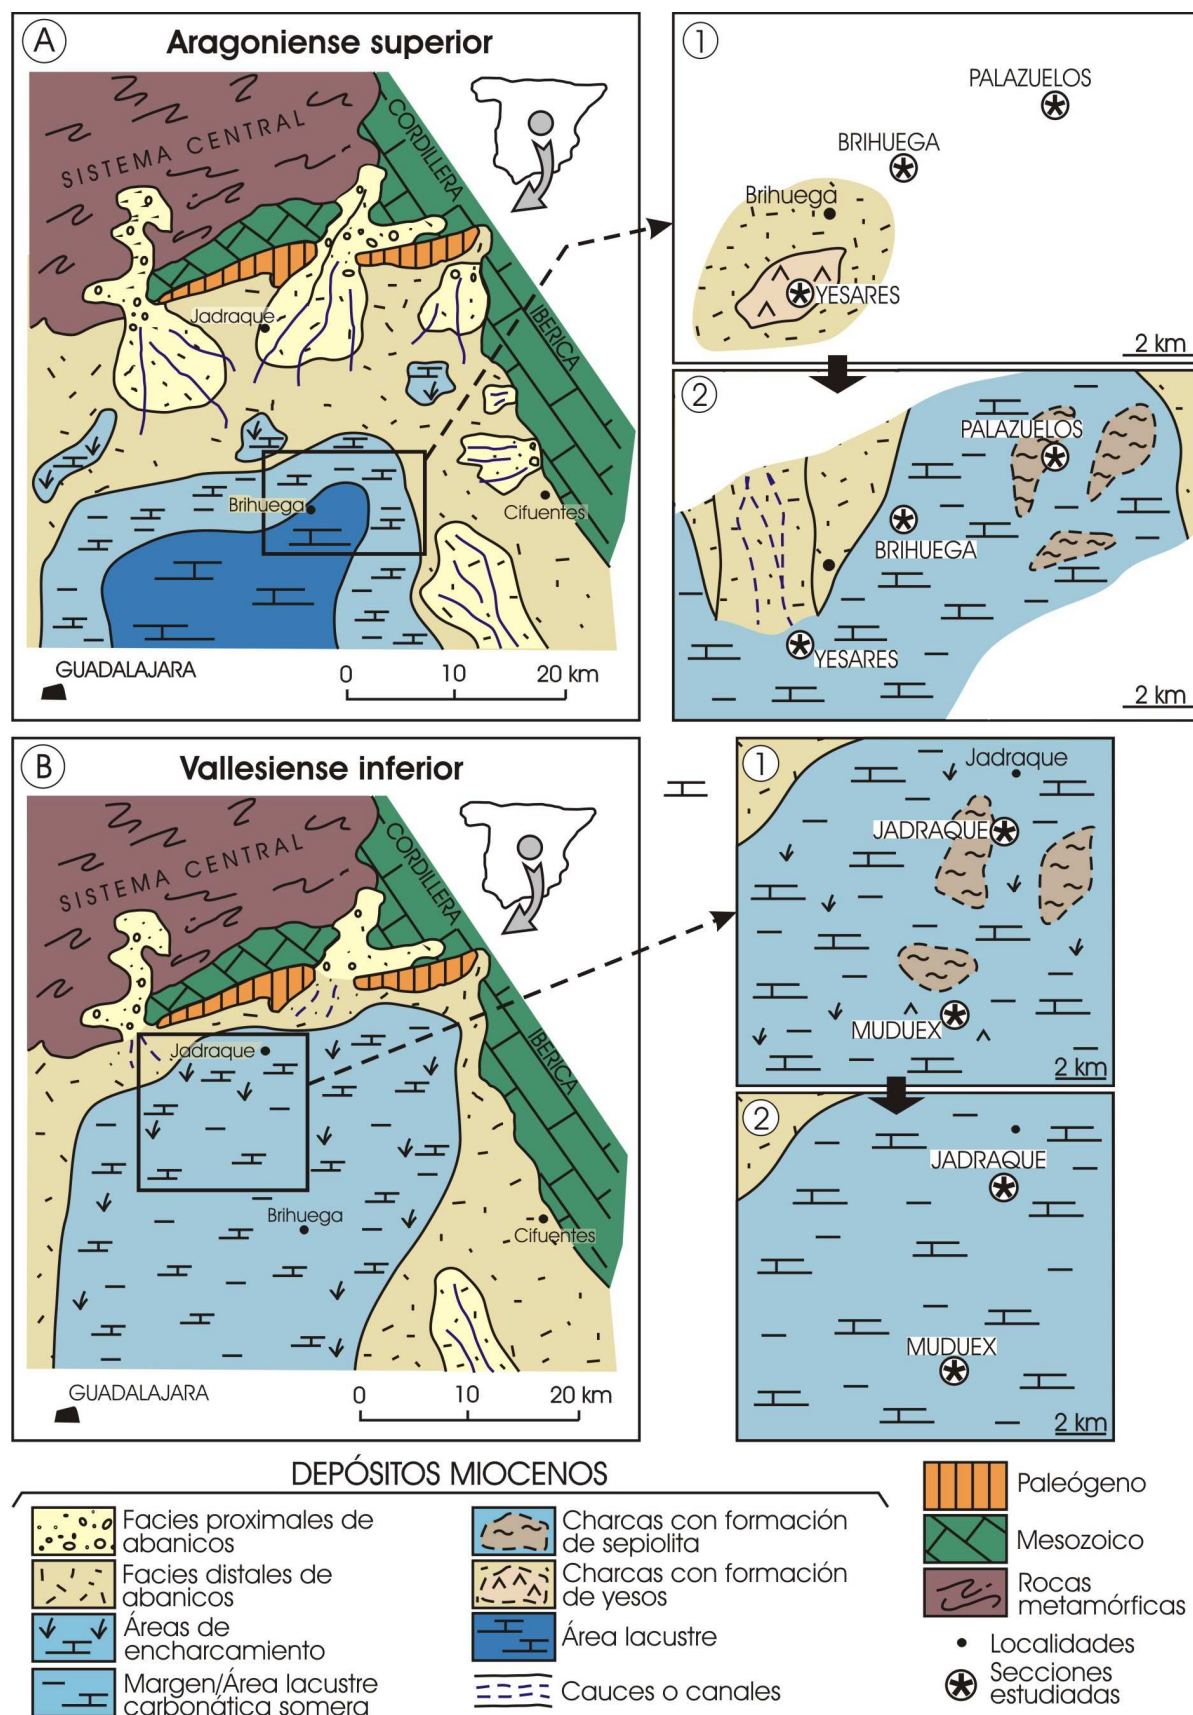 A
Aragoniense superior
SISTEMA CENTRAL
CORDILLERA
IBERICA
Jadraque
Brihuega
Cifuentes
GUADALAJARA
0 10 20 km
1
PALAZUELOS
BRIHUEGA
Brihuega
YESARES
2 km
2
PALAZUELOS
BRIHUEGA
YESARES
2 km
B
Vallesiense inferior
SISTEMA CENTRAL
CORDILLERA
IBERICA
Jadraque
Brihuega
Cifuentes
GUADALAJARA
0 10 20 km
1
Jadraque
JADRAQUE
MUDUEX
2 km
2
JADRAQUE
MUDUEX
2 km
DEPÓSITOS MIOCENOS
Facies proximales de
abanicos
Facies distales de
abanicos
Áreas de
encharcamiento
Margen/Área lacustre
carbonática somera
Charcas con formación
de sepiolita
Charcas con formación
de yesos
Área lacustre
Cauces o canales
Paleógeno
Mesozoico
Rocas
metamórficas
Localidades
Secciones
estudiadas